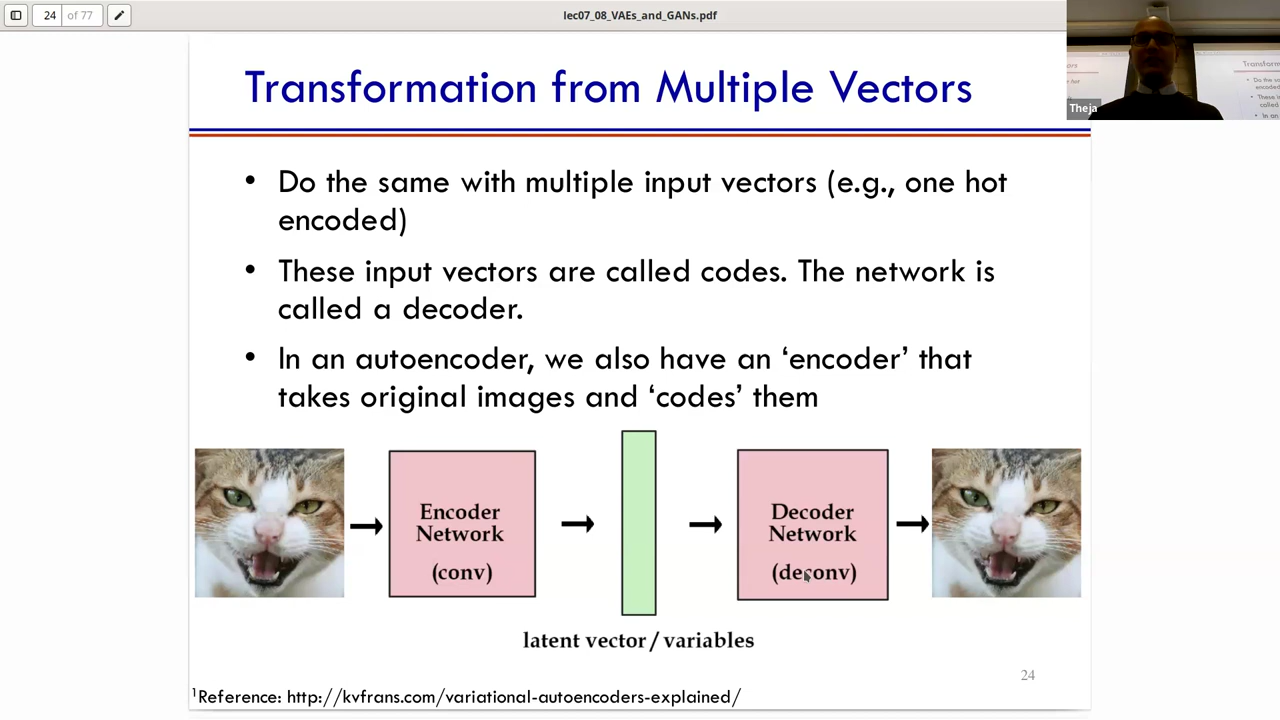 24 of 77
lec07_08_VAEs_and_GANs.pdf
Theja
Transformation from Multiple Vectors
• Do the same with multiple input vectors (e.g., one hot
encoded)
• These input vectors are called codes. The network is
called a decoder.
• In an autoencoder, we also have an ‘encoder’ that
takes original images and ‘codes’ them
Encoder
Network
(conv)
Decoder
Network
(deconv)
latent vector / variables
24
1Reference: http://kvfrans.com/variational-autoencoders-explained/